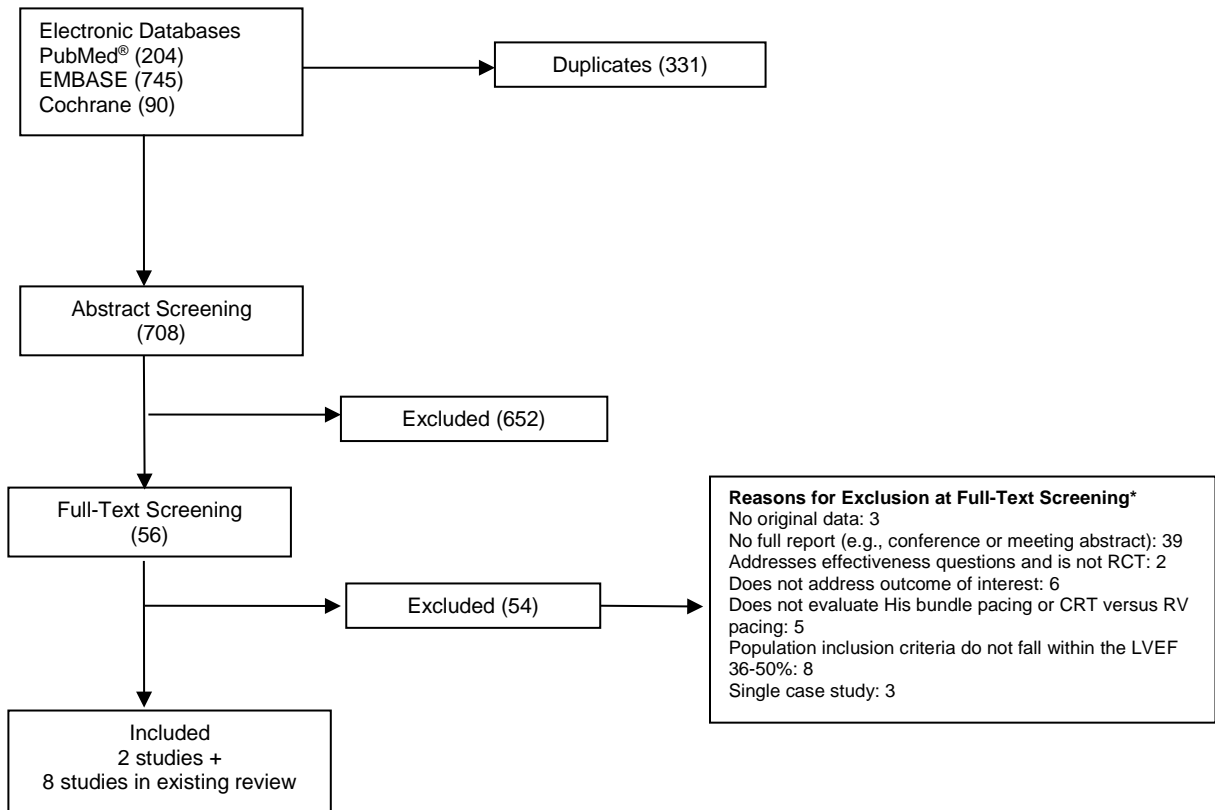 Electronic Databases
PubMed® (204)
EMBASE (745)
Cochrane (90)
Duplicates (331)
Abstract Screening
(708)
Excluded (652)
Full-Text Screening
(56)
Excluded (54)
Reasons for Exclusion at Full-Text Screening*
No original data: 3
No full report (e.g., conference or meeting abstract): 39
Addresses effectiveness questions and is not RCT: 2
Does not address outcome of interest: 6
Does not evaluate His bundle pacing or CRT versus RV
pacing: 5
Population inclusion criteria do not fall within the LVEF
36-50%: 8
Single case study: 3
Included
2 studies +
8 studies in existing review